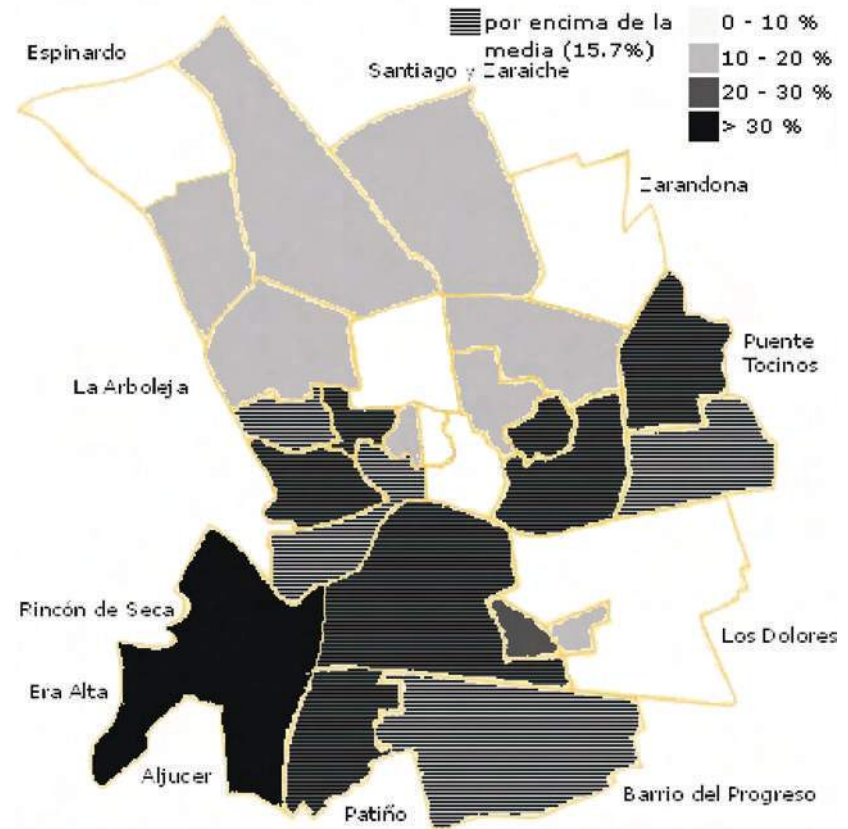 por encima de la
media (15.7%)
0 - 10 %
10 - 20 %
20 - 30 %
> 30 %
Espinardo
Santiago y Zaraiche
Zarandona
Puente
Tocinos
La Arboleja
Rincón de Seca
Los Dolores
Era Alta
Aljucer
Patiño
Barrio del Progreso